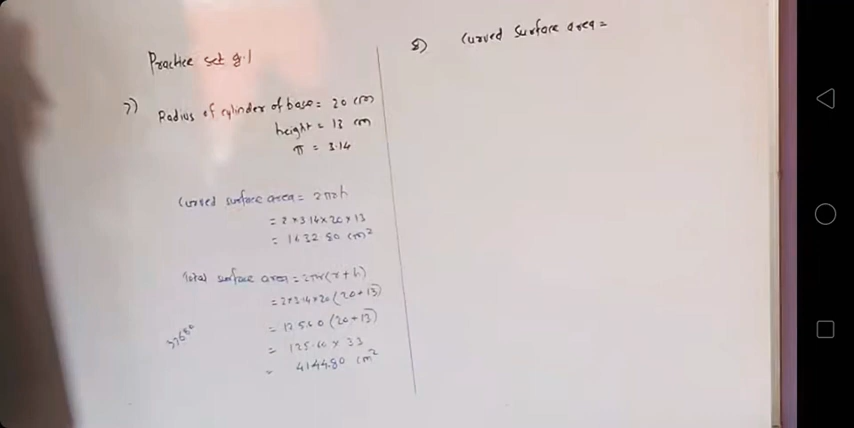 Practice set 9.1
7) Radius of cylinder of base = 20 cm
height = 13 cm
π = 3.14
Curved surface area = 2πrh
= 2×3.14×20×13
= 1632.80 cm²
Total surface area = 2πr(r+h)
= 2×3.14×20(20+13)
= 125.60(20+13)
= 125.60 × 33
= 4144.80 cm²
37680
8) Curved surface area =